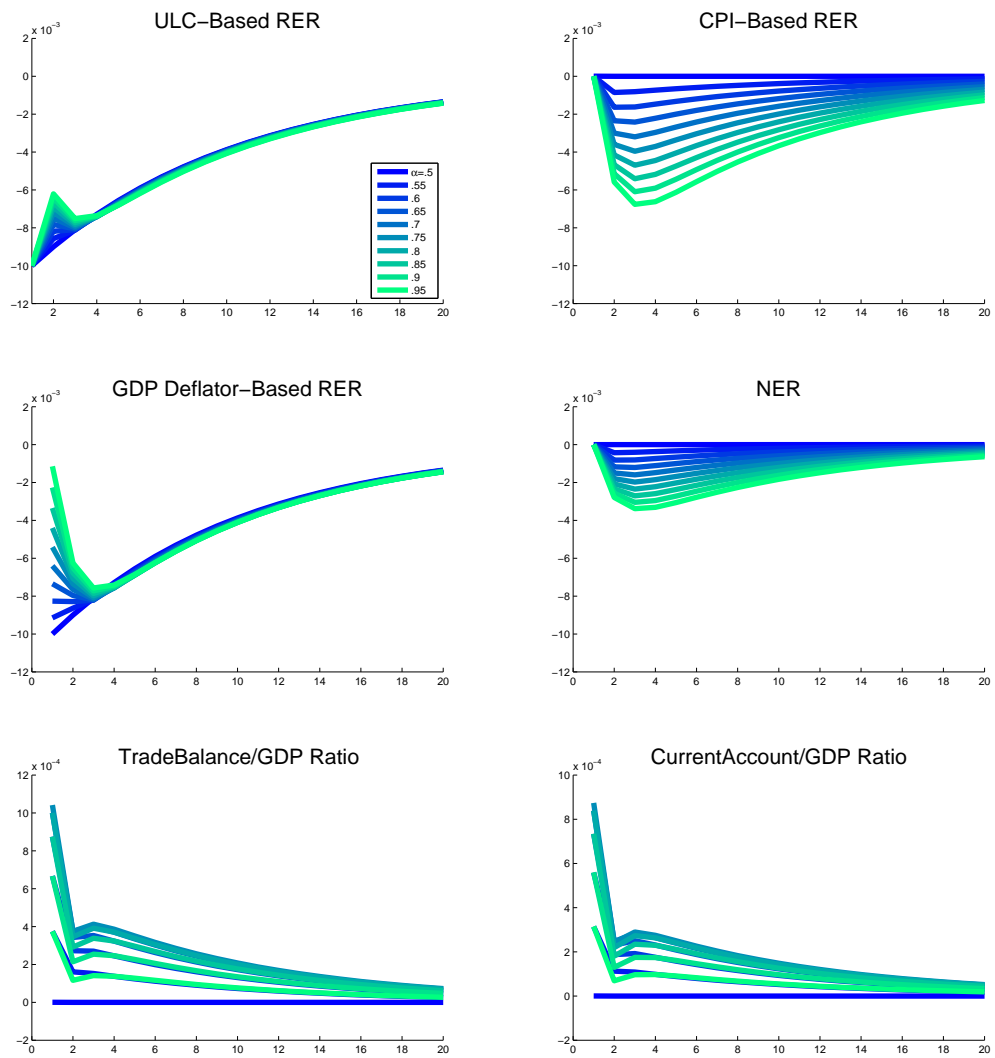 ULC−Based RER
x 10−3
2
0
−2
−4
−6
−8
−10
−12
2 4 6 8 10 12 14 16 18 20
α=.5
.55
.6
.65
.7
.75
.8
.85
.9
.95
CPI−Based RER
x 10−3
2
0
−2
−4
−6
−8
−10
−12
0 2 4 6 8 10 12 14 16 18 20
GDP Deflator−Based RER
x 10−3
2
0
−2
−4
−6
−8
−10
−12
0 2 4 6 8 10 12 14 16 18 20
NER
x 10−3
2
0
−2
−4
−6
−8
−10
−12
0 2 4 6 8 10 12 14 16 18 20
TradeBalance/GDP Ratio
x 10−4
12
10
8
6
4
2
0
−2
0 2 4 6 8 10 12 14 16 18 20
CurrentAccount/GDP Ratio
x 10−4
10
8
6
4
2
0
−2
0 2 4 6 8 10 12 14 16 18 20